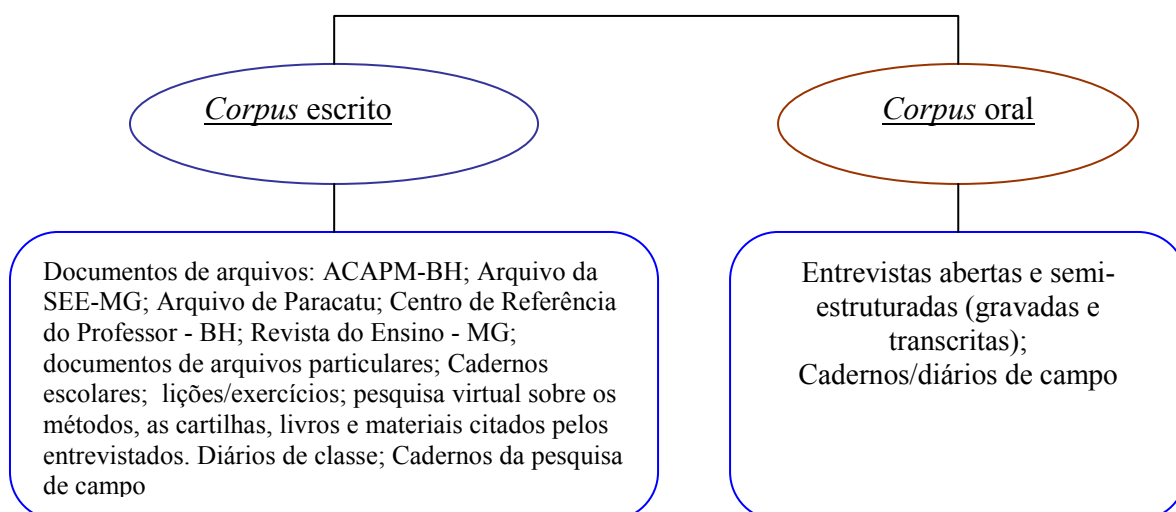 Corpus escrito
Corpus oral
Documentos de arquivos: ACAPM-BH; Arquivo da
SEE-MG; Arquivo de Paracatu; Centro de Referência
do Professor - BH; Revista do Ensino - MG;
documentos de arquivos particulares; Cadernos
escolares; lições/exercícios; pesquisa virtual sobre os
métodos, as cartilhas, livros e materiais citados pelos
entrevistados. Diários de classe; Cadernos da pesquisa
de campo
Entrevistas abertas e semi-
estruturadas (gravadas e
transcritas);
Cadernos/diários de campo